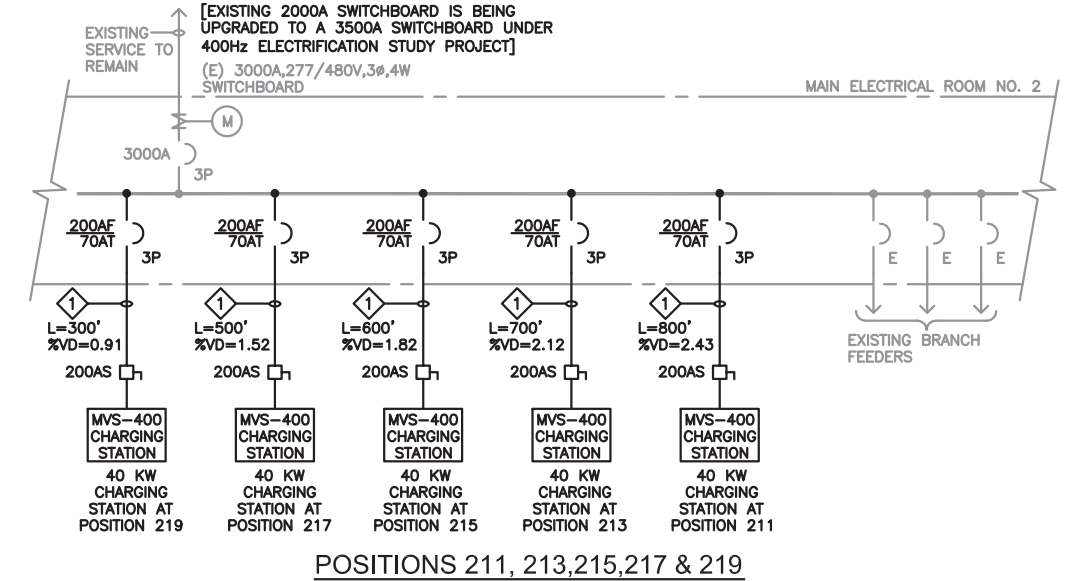 [EXISTING 2000A SWITCHBOARD IS BEING
UPGRADED TO A 3500A SWITCHBOARD UNDER
400Hz ELECTRIFICATION STUDY PROJECT]
EXISTING
SERVICE TO
REMAIN
(E) 3000A,277/480V,3ø,4W
SWITCHBOARD
MAIN ELECTRICAL ROOM NO. 2
M
3000A
3P
200AF
70AT
3P
200AF
70AT
3P
200AF
70AT
3P
200AF
70AT
3P
200AF
70AT
3P
E
E
E
1
L=300'
%VD=0.91
1
L=500'
%VD=1.52
1
L=600'
%VD=1.82
1
L=700'
%VD=2.12
1
L=800'
%VD=2.43
EXISTING BRANCH
FEEDERS
200AS
200AS
200AS
200AS
200AS
MVS-400
CHARGING
STATION
MVS-400
CHARGING
STATION
MVS-400
CHARGING
STATION
MVS-400
CHARGING
STATION
MVS-400
CHARGING
STATION
40 KW
CHARGING
STATION AT
POSITION 219
40 KW
CHARGING
STATION AT
POSITION 217
40 KW
CHARGING
STATION AT
POSITION 215
40 KW
CHARGING
STATION AT
POSITION 213
40 KW
CHARGING
STATION AT
POSITION 211
POSITIONS 211, 213,215,217 & 219